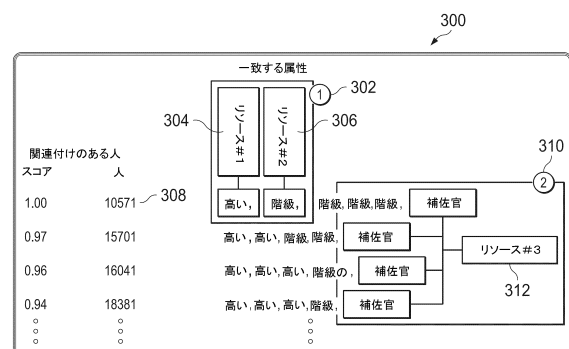 300
一致する属性
1
302
304
リソース#1
リソース#2
306
関連付けのある人
スコア 人
308
310
2
1.00 10571 高い, 階級, 階級, 階級, 階級, 補佐官
0.97 15701 高い, 高い, 階級, 階級, 補佐官
リソース#3
0.96 16041 高い, 高い, 高い, 階級の, 補佐官
312
0.94 18381 高い, 高い, 高い, 階級, 補佐官